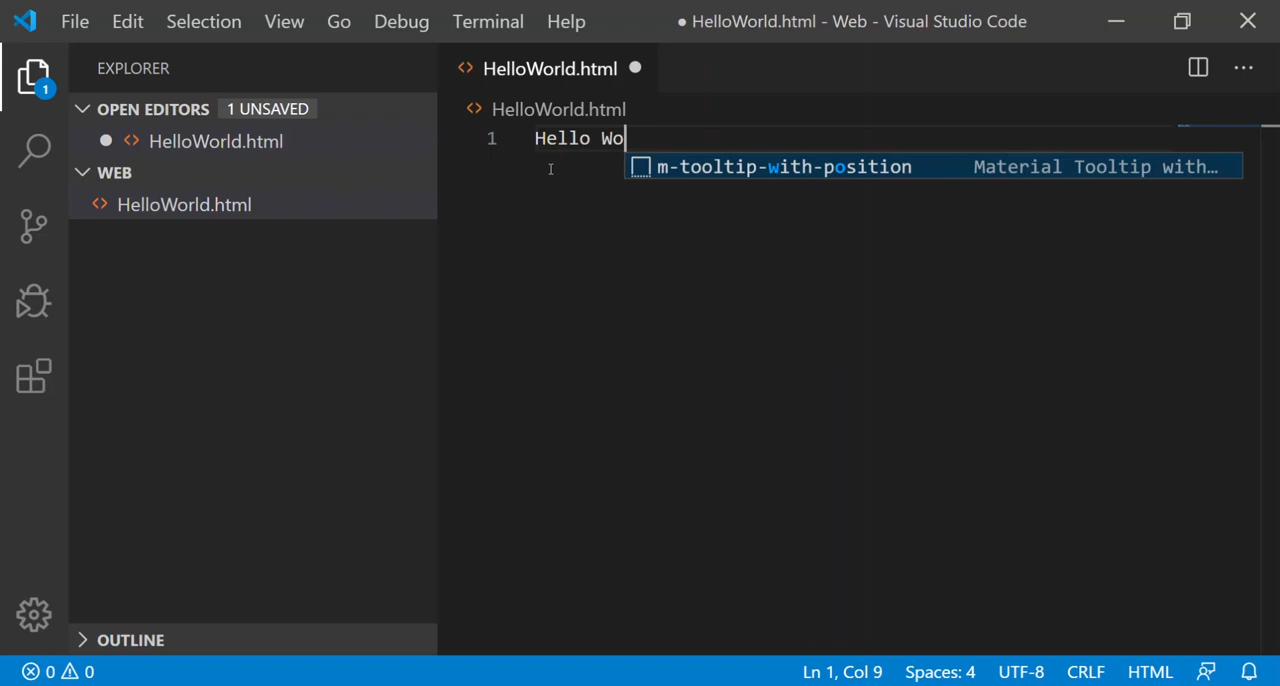 File Edit Selection View Go Debug Terminal Help ● HelloWorld.html - Web - Visual Studio Code
EXPLORER
HelloWorld.html
1
OPEN EDITORS 1 UNSAVED
HelloWorld.html
HelloWorld.html
WEB
HelloWorld.html
1 Hello Wo
m-tooltip-with-position Material Tooltip with…
OUTLINE
0 0 Ln 1, Col 9 Spaces: 4 UTF-8 CRLF HTML